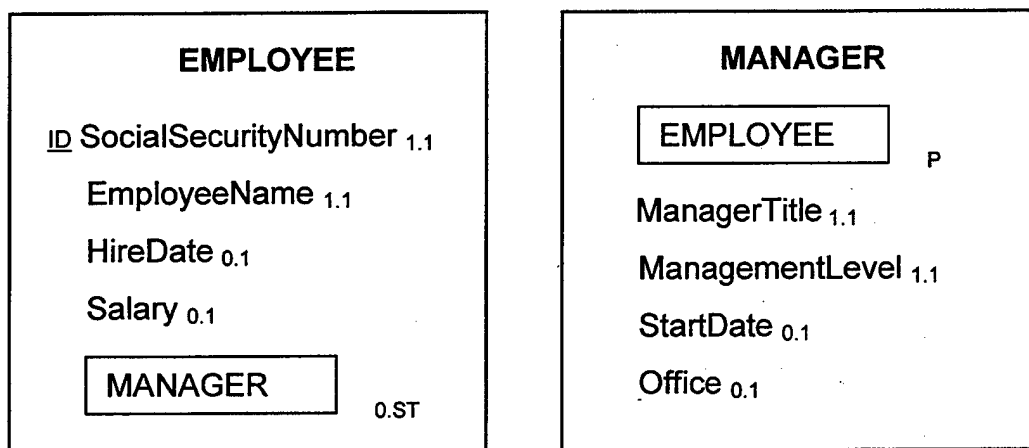 EMPLOYEE
ID SocialSecurityNumber 1.1
EmployeeName 1.1
HireDate 0.1
Salary 0.1
MANAGER 0.ST
MANAGER
EMPLOYEE P
ManagerTitle 1.1
ManagementLevel 1.1
StartDate 0.1
Office 0.1